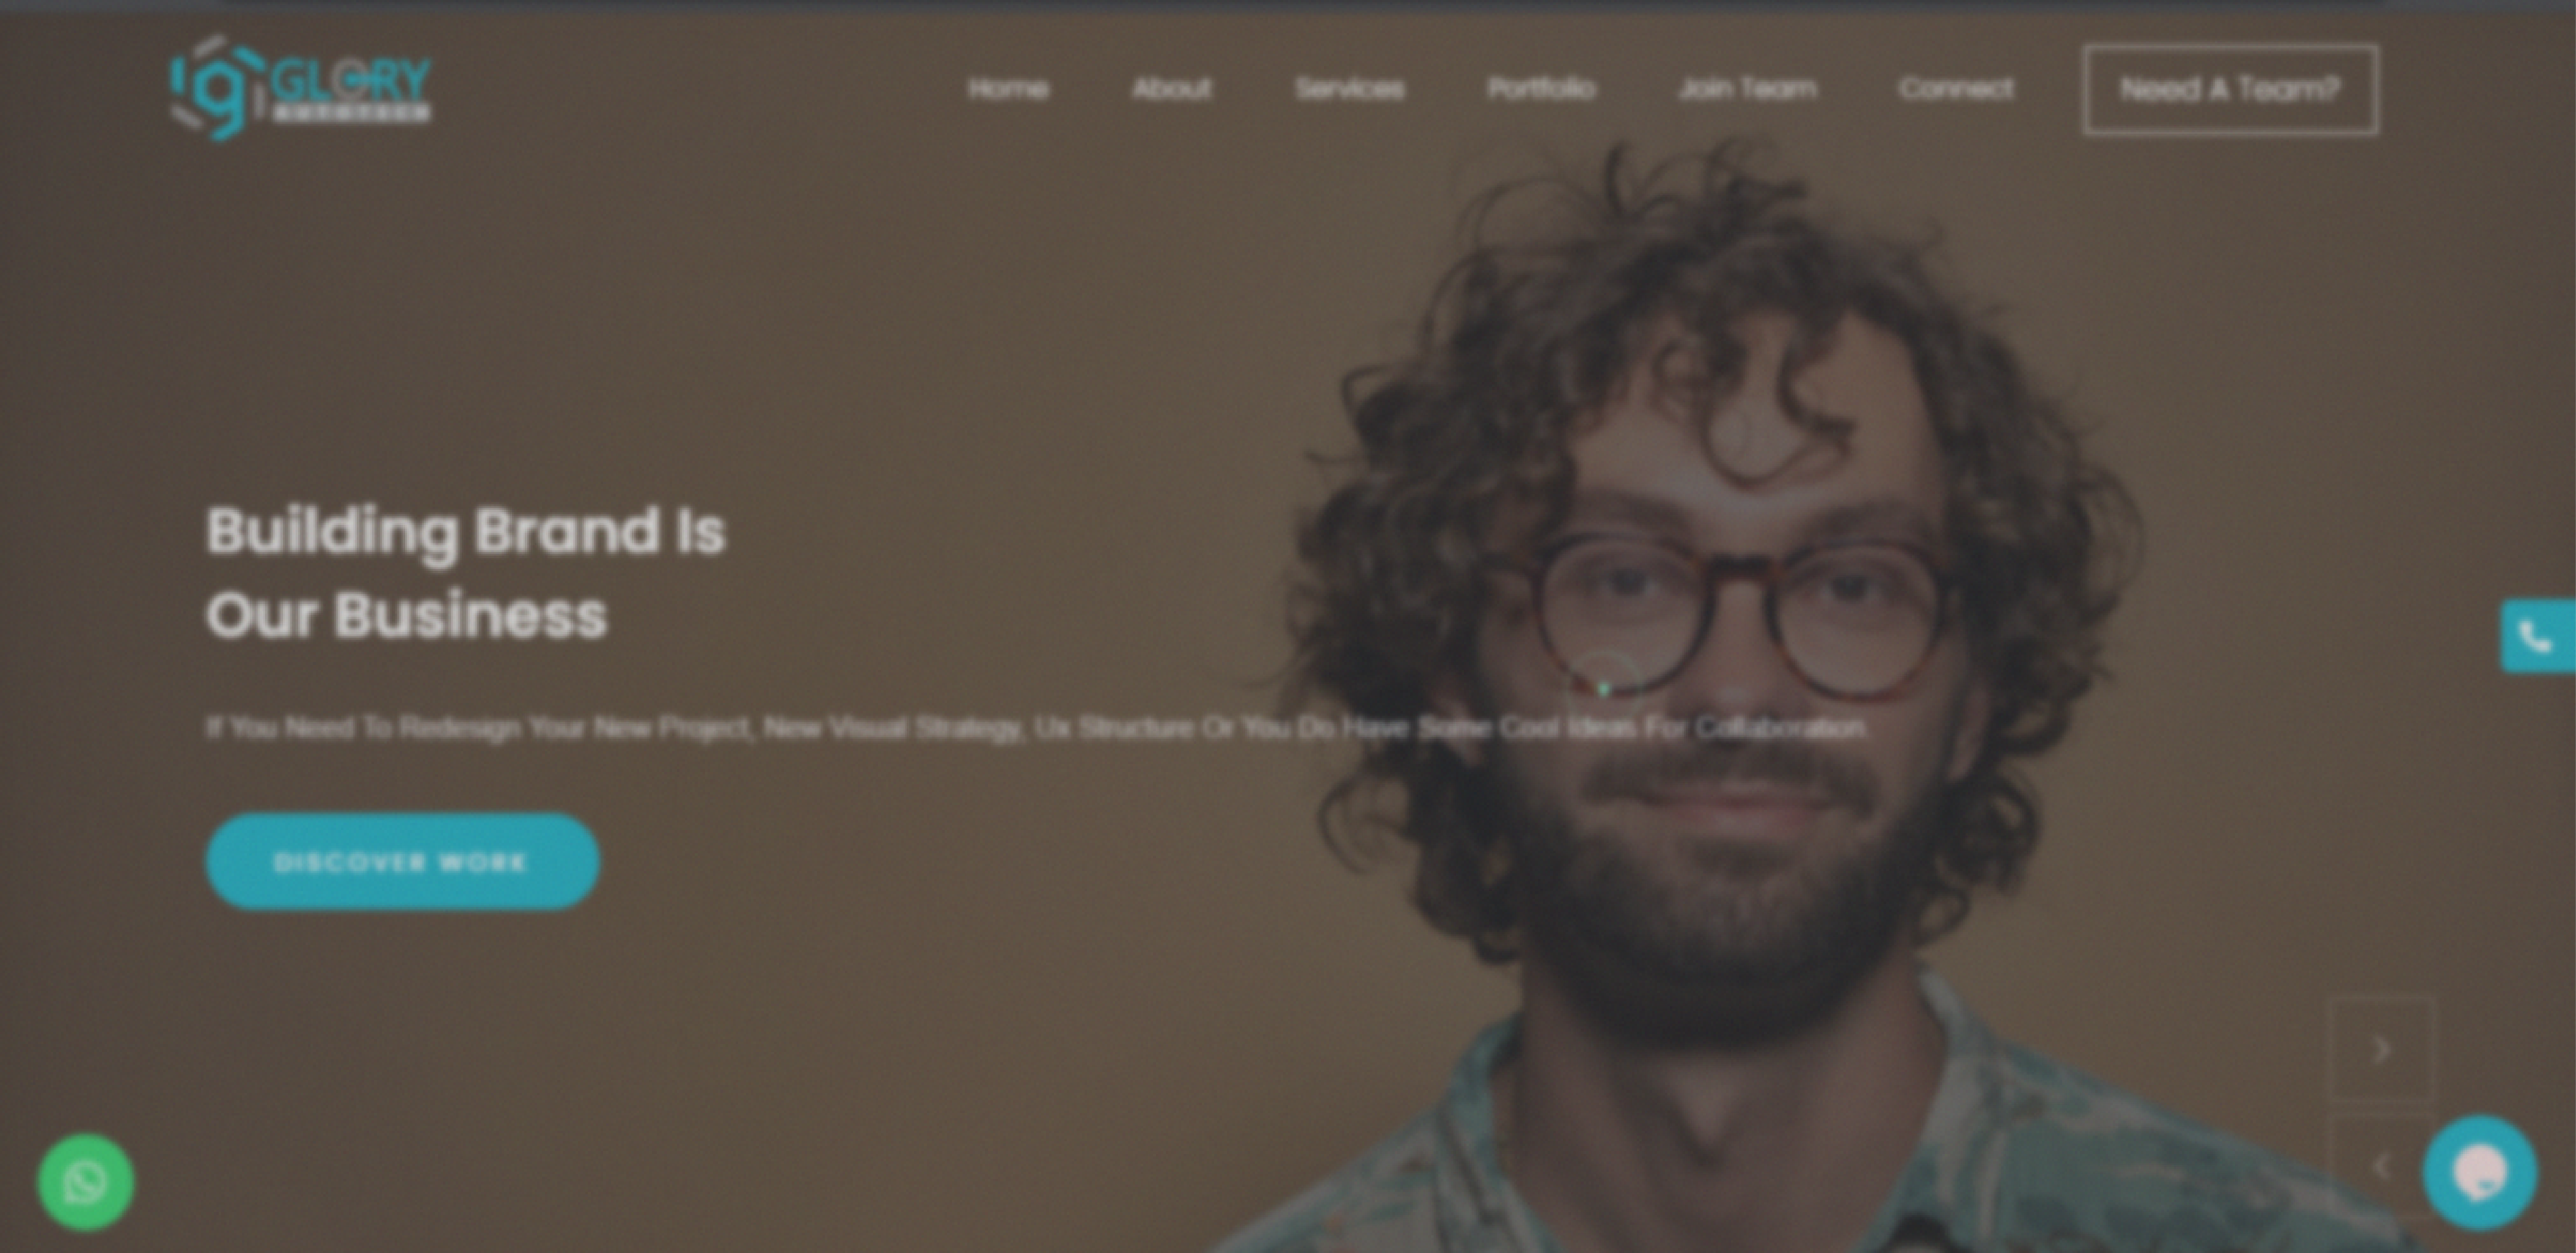 GLORY
Home
About
Services
Portfolio
Join Team
Connect
Need A Team?
Building Brand Is
Our Business
If You Need To Redesign Your New Project, New Visual Strategy, Ux Structure Or You Do Have Some Cool Ideas For Collaboration.
DISCOVER WORK